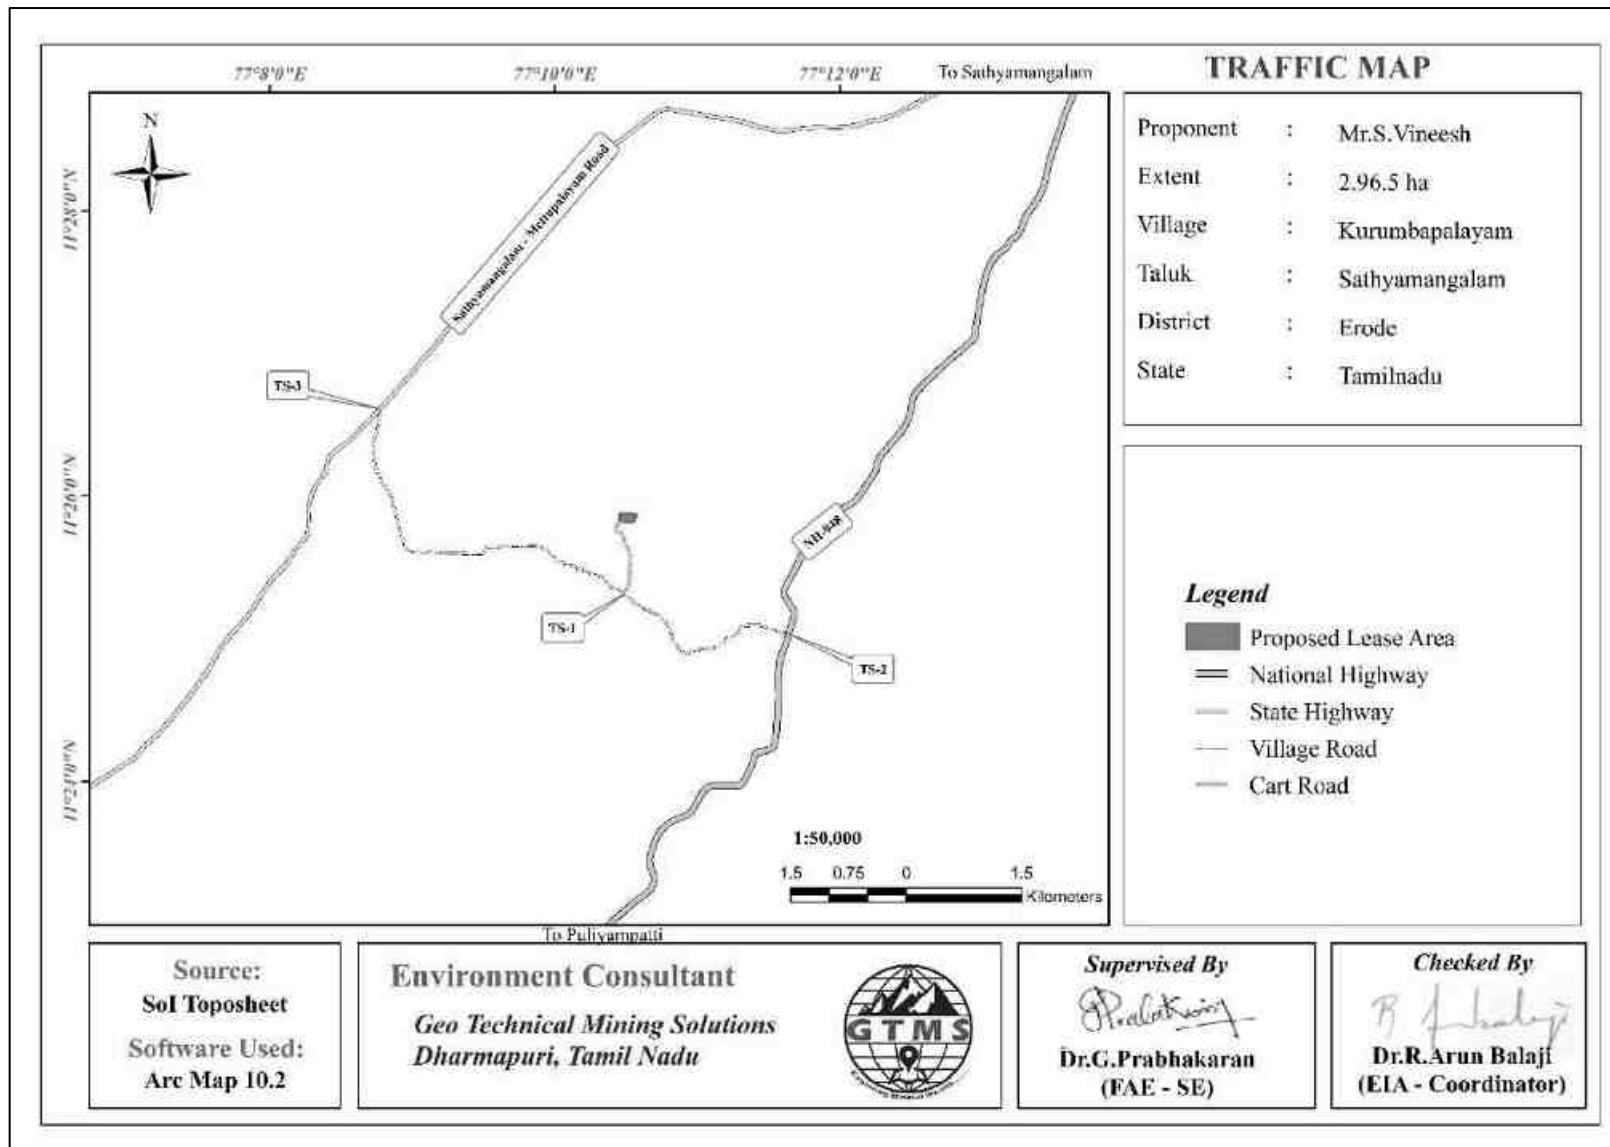 TRAFFIC MAP
77°8'0"E
77°10'0"E
77°12'0"E
To Sathyamangalam
N
11°28'0"N
11°26'0"N
11°24'0"N
Sathyamangalam - Mettupalayam Road
TS-3
TS-1
TS-2
NH-948
1:50,000
1.5 0.75 0 1.5
Kilometers
To Puliyampatti
Proponent : Mr.S.Vineesh
Extent : 2.96.5 ha
Village : Kurumbapalayam
Taluk : Sathyamangalam
District : Erode
State : Tamilnadu
Legend
Proposed Lease Area
National Highway
State Highway
Village Road
Cart Road
Source:
SoI Toposheet
Software Used:
Arc Map 10.2
Environment Consultant
Geo Technical Mining Solutions
Dharmapuri, Tamil Nadu
GTMS
Supervised By
Dr.G.Prabhakaran
(FAE - SE)
Checked By
Dr.R.Arun Balaji
(EIA - Coordinator)